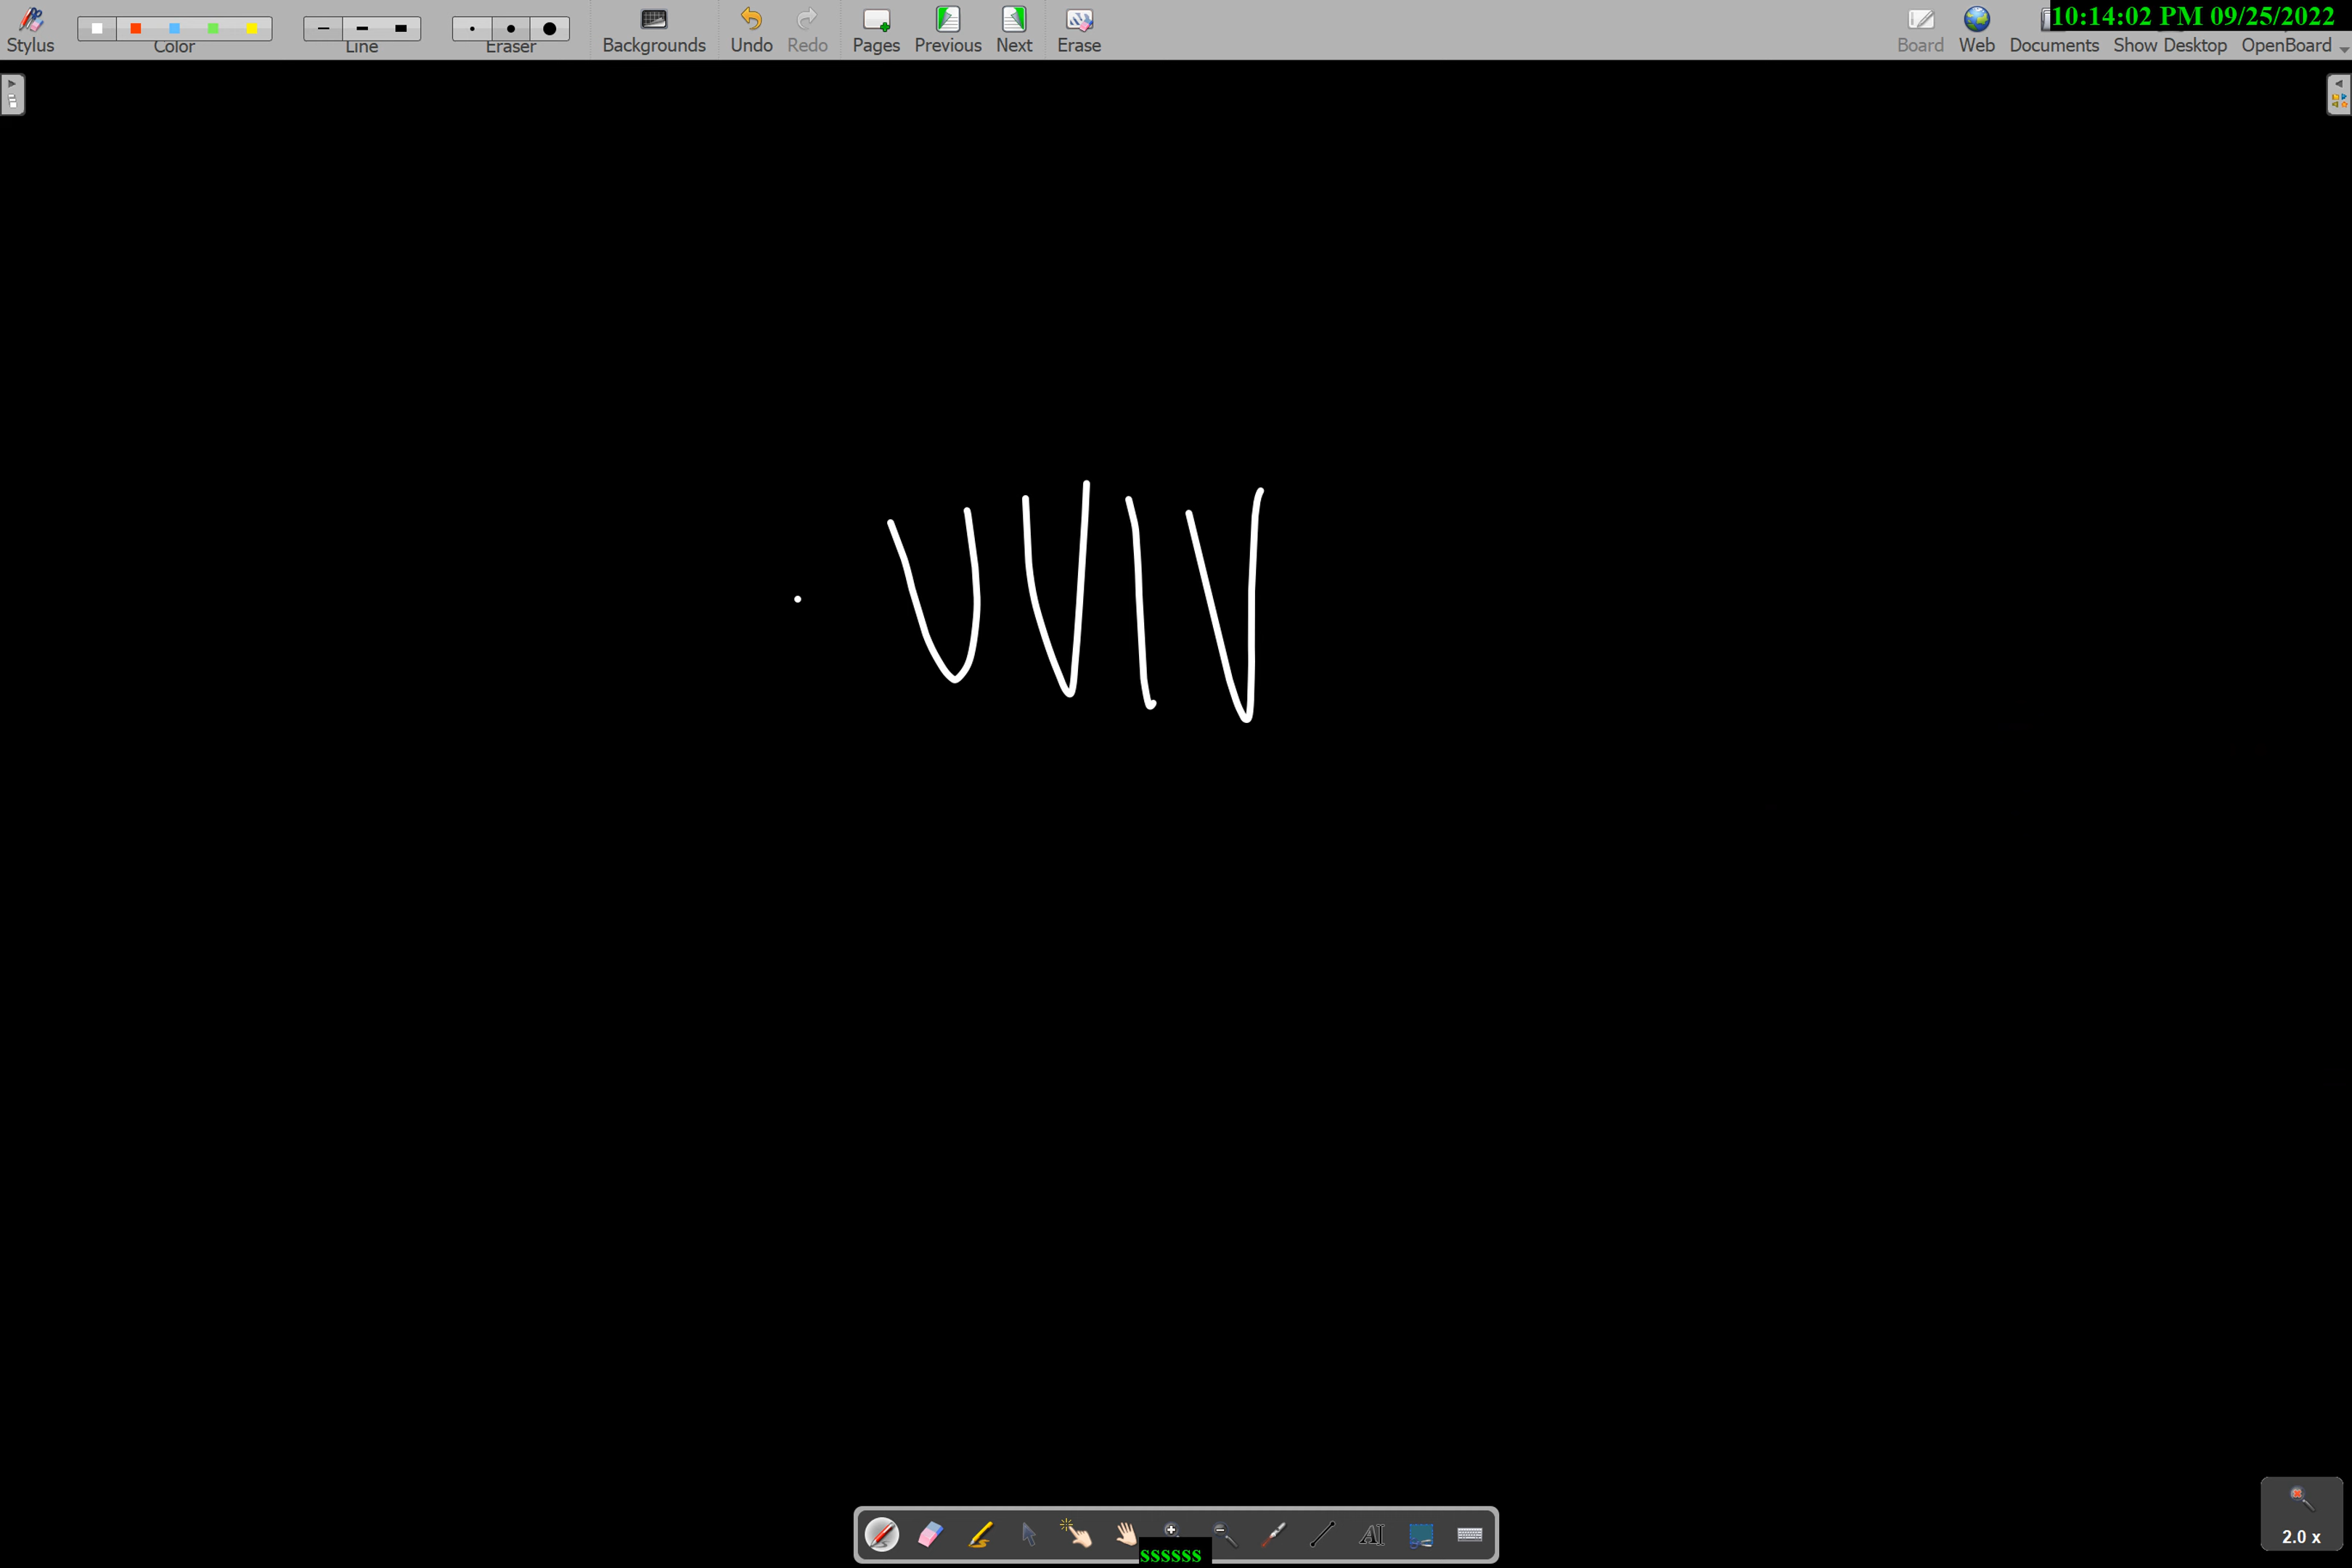 Stylus Color Line Eraser Backgrounds Undo Redo Pages Previous Next Erase Board Web Documents Show Desktop OpenBoard
10:14:02 PM 09/25/2022
UVIV
ssssss
2.0 x